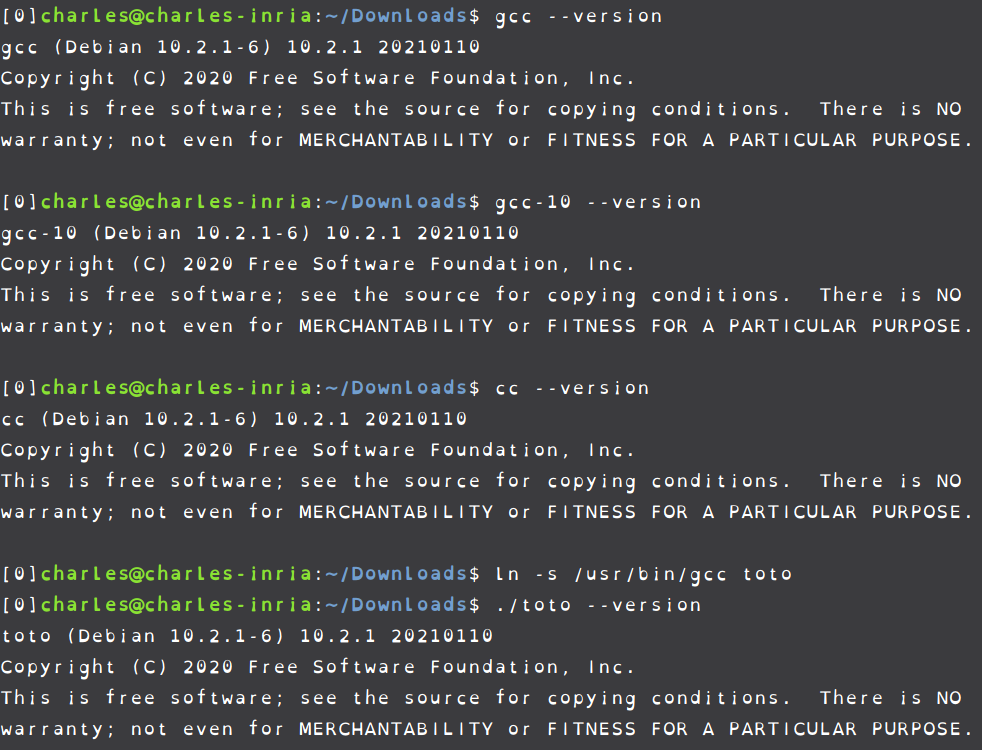 [0]charles@charles-inria:~/Downloads$ gcc --version
gcc (Debian 10.2.1-6) 10.2.1 20210110
Copyright (C) 2020 Free Software Foundation, Inc.
This is free software; see the source for copying conditions.  There is NO
warranty; not even for MERCHANTABILITY or FITNESS FOR A PARTICULAR PURPOSE.

[0]charles@charles-inria:~/Downloads$ gcc-10 --version
gcc-10 (Debian 10.2.1-6) 10.2.1 20210110
Copyright (C) 2020 Free Software Foundation, Inc.
This is free software; see the source for copying conditions.  There is NO
warranty; not even for MERCHANTABILITY or FITNESS FOR A PARTICULAR PURPOSE.

[0]charles@charles-inria:~/Downloads$ cc --version
cc (Debian 10.2.1-6) 10.2.1 20210110
Copyright (C) 2020 Free Software Foundation, Inc.
This is free software; see the source for copying conditions.  There is NO
warranty; not even for MERCHANTABILITY or FITNESS FOR A PARTICULAR PURPOSE.

[0]charles@charles-inria:~/Downloads$ ln -s /usr/bin/gcc toto
[0]charles@charles-inria:~/Downloads$ ./toto --version
toto (Debian 10.2.1-6) 10.2.1 20210110
Copyright (C) 2020 Free Software Foundation, Inc.
This is free software; see the source for copying conditions.  There is NO
warranty; not even for MERCHANTABILITY or FITNESS FOR A PARTICULAR PURPOSE.